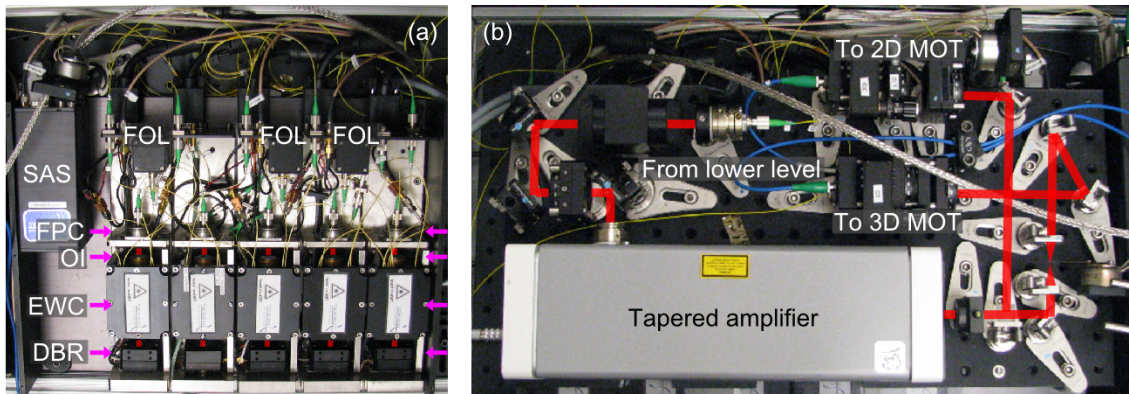 (a)
FOL
FOL
FOL
SAS
FPC
OI
EWC
DBR
(b)
To 2D MOT
From lower level
To 3D MOT
Tapered amplifier